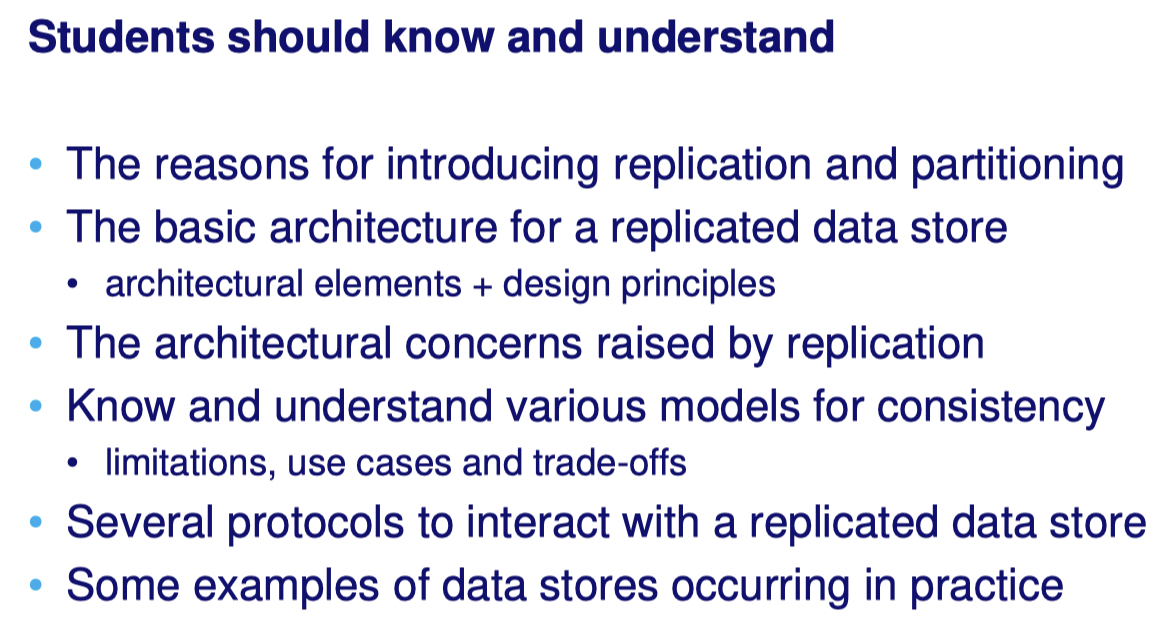 Students should know and understand
• The reasons for introducing replication and partitioning
• The basic architecture for a replicated data store
• architectural elements + design principles
• The architectural concerns raised by replication
• Know and understand various models for consistency
• limitations, use cases and trade-offs
• Several protocols to interact with a replicated data store
• Some examples of data stores occurring in practice